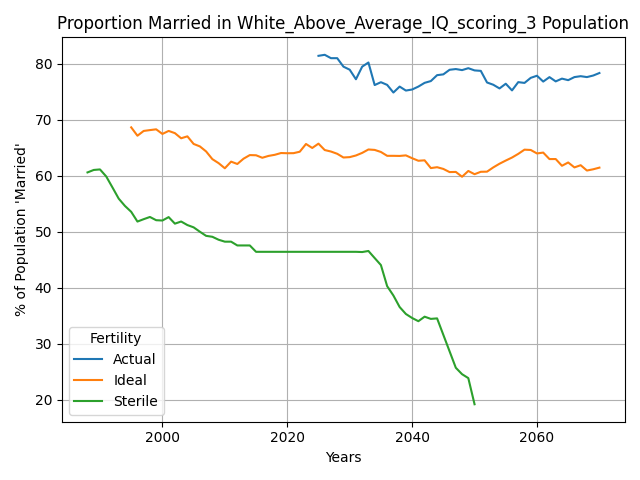 Proportion Married in White_Above_Average_IQ_scoring_3 Population
% of Population 'Married'
80
70
60
50
40
30
20
Fertility
Actual
Ideal
Sterile
2000
2020
2040
2060
Years